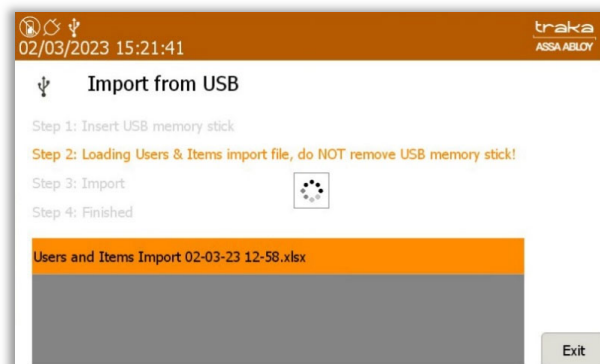 traka
02/03/2023 15:21:41
ASSA ABLOY
Import from USB
Step 1: Insert USB memory stick
Step 2: Loading Users & Items import file, do NOT remove USB memory stick!
Step 3: Import
Step 4: Finished
Users and Items Import 02-03-23 12-58.xlsx
Exit